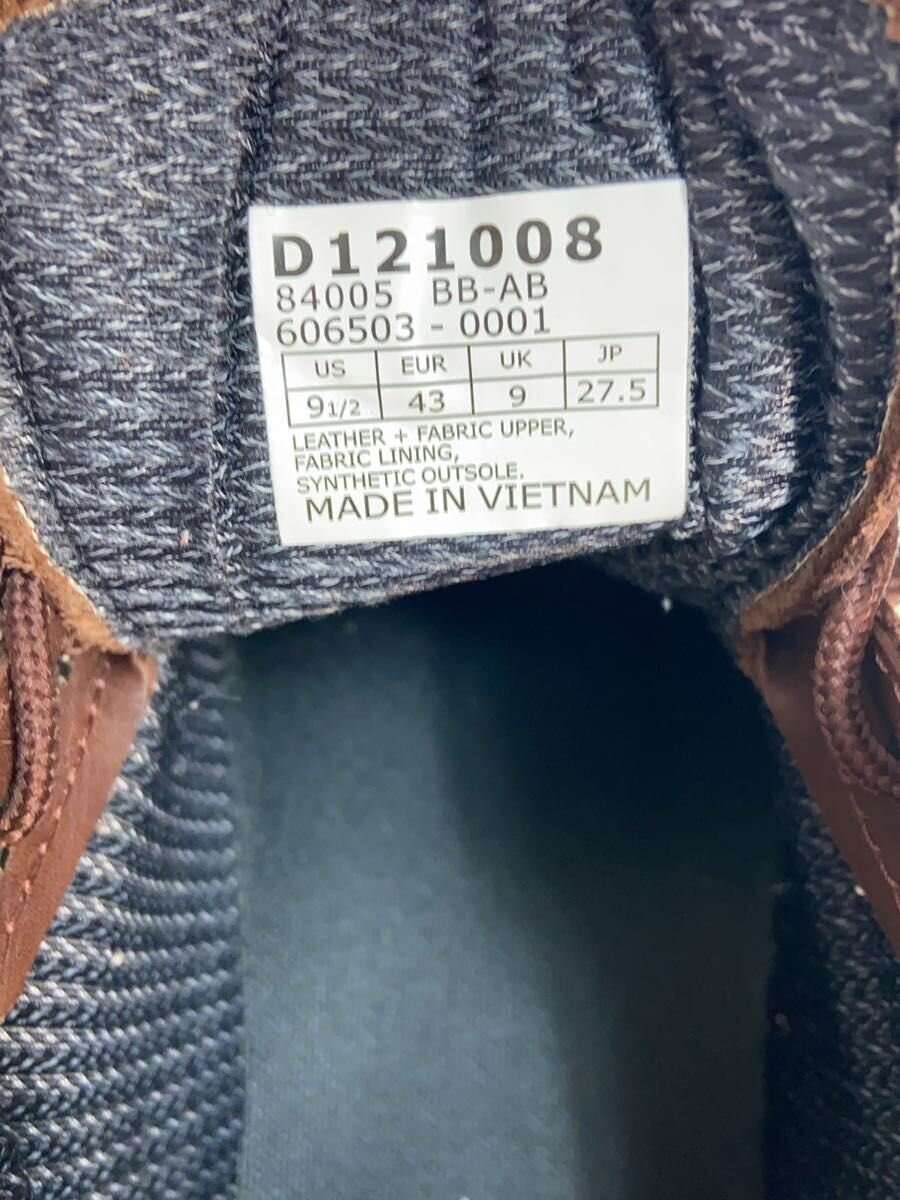 D121008
84005 BB-AB
606503 - 0001
US EUR UK JP
9 1/2 43 9 27.5
LEATHER + FABRIC UPPER,
FABRIC LINING,
SYNTHETIC OUTSOLE.
MADE IN VIETNAM